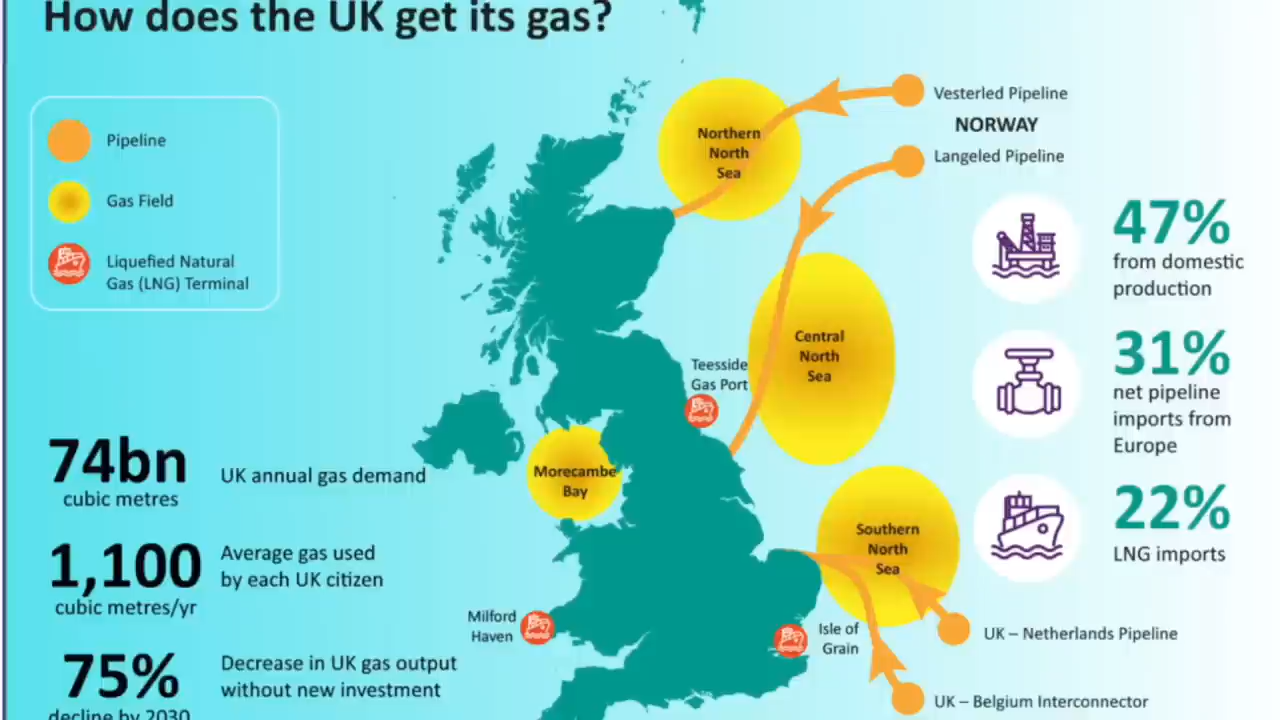 How does the UK get its gas?
Pipeline
Gas Field
Liquefied Natural
Gas (LNG) Terminal
74bn
cubic metres
UK annual gas demand
1,100
cubic metres/yr
Average gas used
by each UK citizen
75%
decline by 2030
Decrease in UK gas output
without new investment
Northern
North
Sea
Vesterled Pipeline
NORWAY
Langeled Pipeline
Central
North
Sea
Teesside
Gas Port
Morecambe
Bay
Southern
North
Sea
Milford
Haven
Isle of
Grain
UK – Netherlands Pipeline
UK – Belgium Interconnector
47%
from domestic
production
31%
net pipeline
imports from
Europe
22%
LNG imports